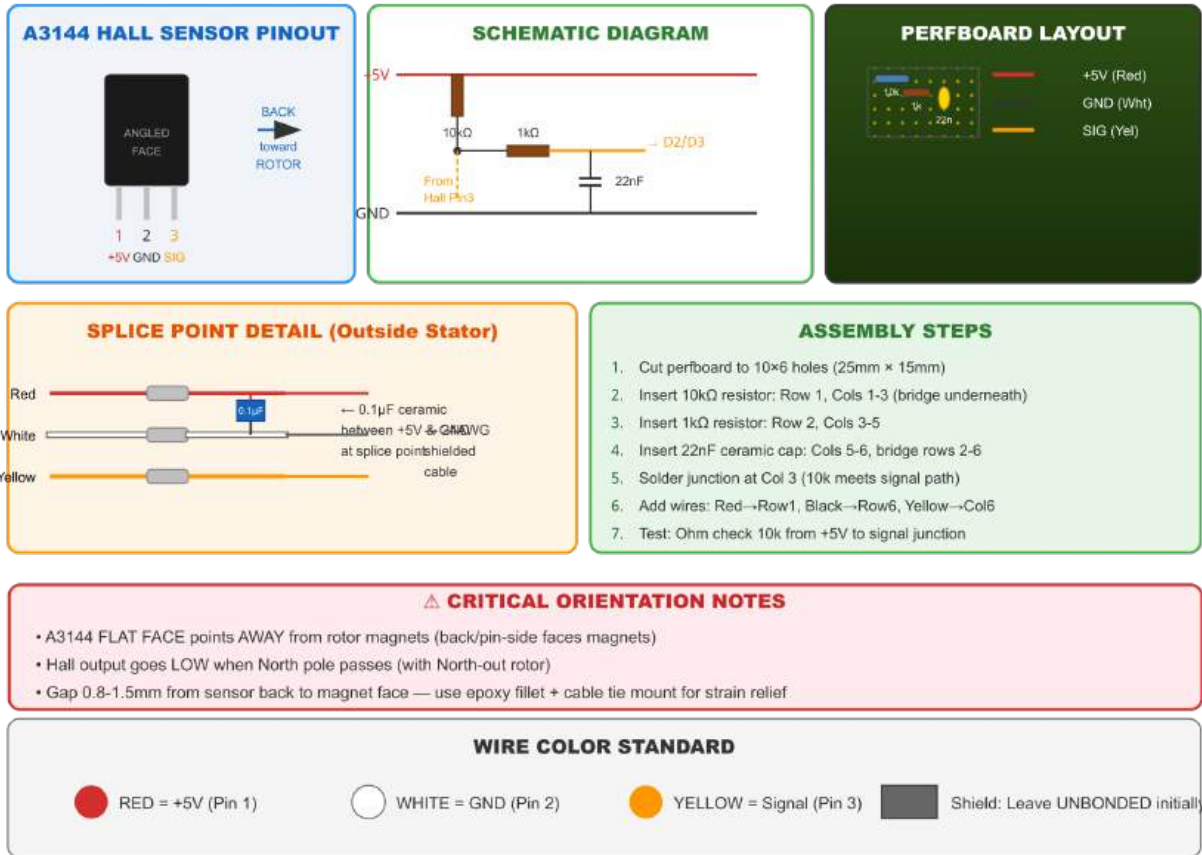 A3144 HALL SENSOR PINOUT
ANGLED
FACE
BACK
toward
ROTOR
1 2 3
+5V GND SIG
SCHEMATIC DIAGRAM
+5V
10kΩ
1kΩ
→ D2/D3
From
Hall Pin3
22nF
GND
PERFBOARD LAYOUT
10k
1k
22n
+5V (Red)
GND (Wht)
SIG (Yel)
SPLICE POINT DETAIL (Outside Stator)
Red
White
Yellow
0.1µF
← 0.1µF ceramic
between +5V & GND
at splice point
← 24AWG
shielded
cable
ASSEMBLY STEPS
1. Cut perfboard to 10×6 holes (25mm × 15mm)
2. Insert 10kΩ resistor: Row 1, Cols 1-3 (bridge underneath)
3. Insert 1kΩ resistor: Row 2, Cols 3-5
4. Insert 22nF ceramic cap: Cols 5-6, bridge rows 2-6
5. Solder junction at Col 3 (10k meets signal path)
6. Add wires: Red→Row1, Black→Row6, Yellow→Col6
7. Test: Ohm check 10k from +5V to signal junction
⚠ CRITICAL ORIENTATION NOTES
• A3144 FLAT FACE points AWAY from rotor magnets (back/pin-side faces magnets)
• Hall output goes LOW when North pole passes (with North-out rotor)
• Gap 0.8-1.5mm from sensor back to magnet face — use epoxy fillet + cable tie mount for strain relief
WIRE COLOR STANDARD
RED = +5V (Pin 1)
WHITE = GND (Pin 2)
YELLOW = Signal (Pin 3)
Shield: Leave UNBONDED initially